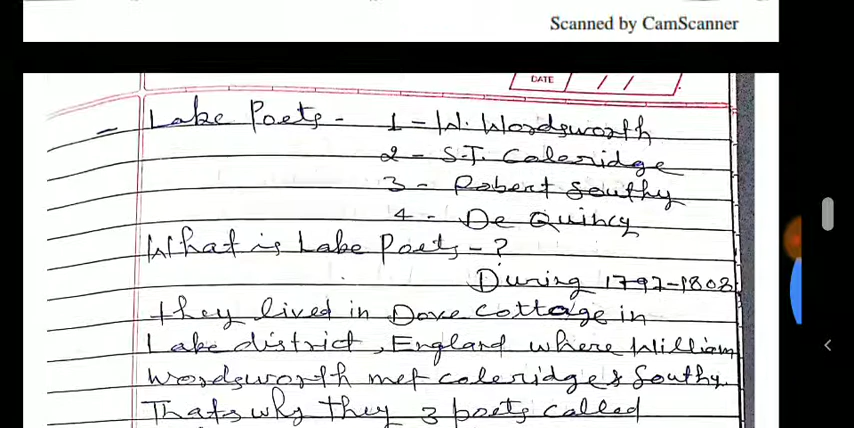 Scanned by CamScanner
DATE / /
- Lake Poets - 1 - W. Wordsworth
2 - S.T. Coleridge
3 - Robert Southy
4 - De Quincy
What is Lake Poets - ?
During 1797-1808
they lived in Dove cottage in
Lake district, England where William
Wordsworth met coleridge & Southy.
Thats why they 3 poets called